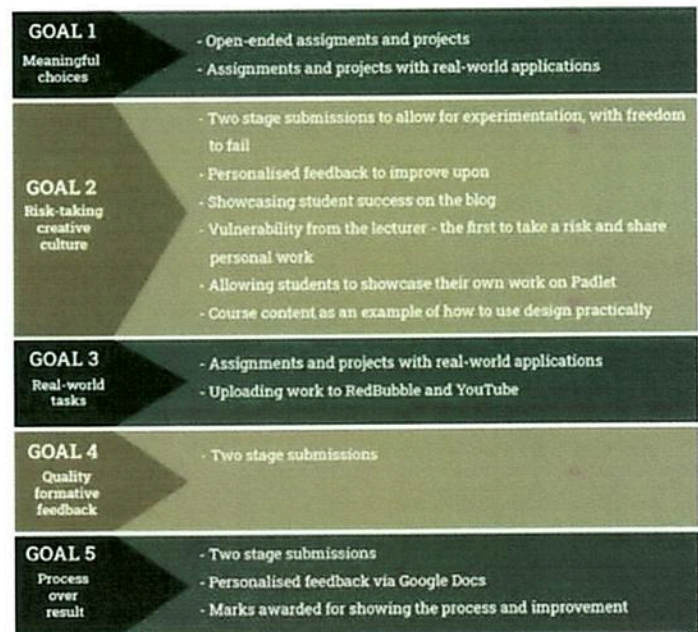 GOAL 1
Meaningful
choices
- Open-ended assigments and projects
- Assignments and projects with real-world applications
GOAL 2
Risk-taking
creative
culture
- Two stage submissions to allow for experimentation, with freedom
to fail
- Personalised feedback to improve upon
- Showcasing student success on the blog
- Vulnerability from the lecturer - the first to take a risk and share
personal work
- Allowing students to showcase their own work on Padlet
- Course content as an example of how to use design practically
GOAL 3
Real-world
tasks
- Assignments and projects with real-world applications
- Uploading work to RedBubble and YouTube
GOAL 4
Quality
formative
feedback
- Two stage submissions
GOAL 5
Process
over
result
- Two stage submissions
- Personalised feedback via Google Docs
- Marks awarded for showing the process and improvement